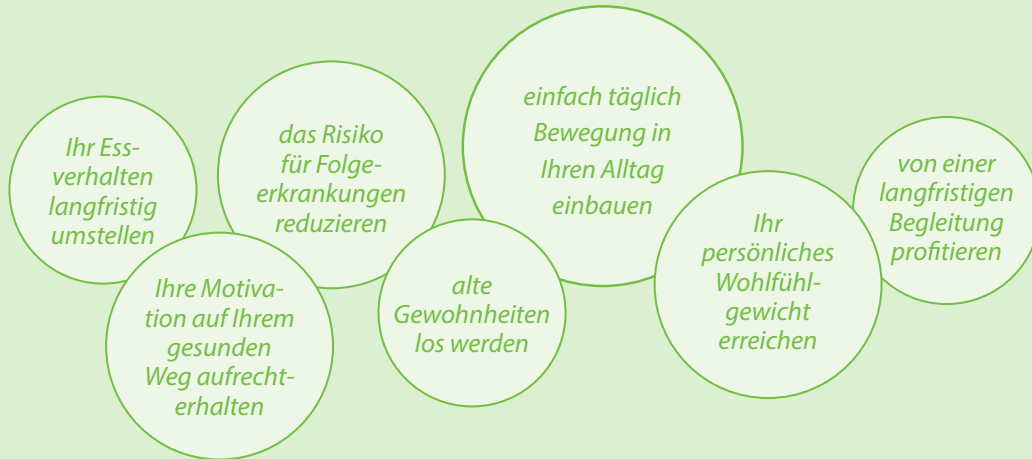 Ihr Ess-
verhalten
langfristig
umstellen
Ihre Motiva-
tion auf Ihrem
gesunden
Weg aufrecht-
erhalten
das Risiko
für Folge-
erkrankungen
reduzieren
alte
Gewohnheiten
los werden
einfach täglich
Bewegung in
Ihren Alltag
einbauen
Ihr
persönliches
Wohlfühl-
gewicht
erreichen
von einer
langfristigen
Begleitung
profitieren